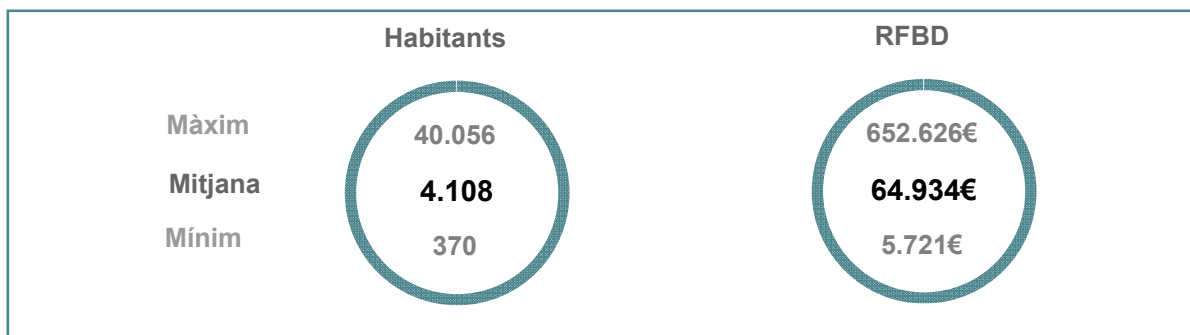 Habitants RFBD
Màxim 40.056 652.626€
Mitjana 4.108 64.934€
Mínim 370 5.721€